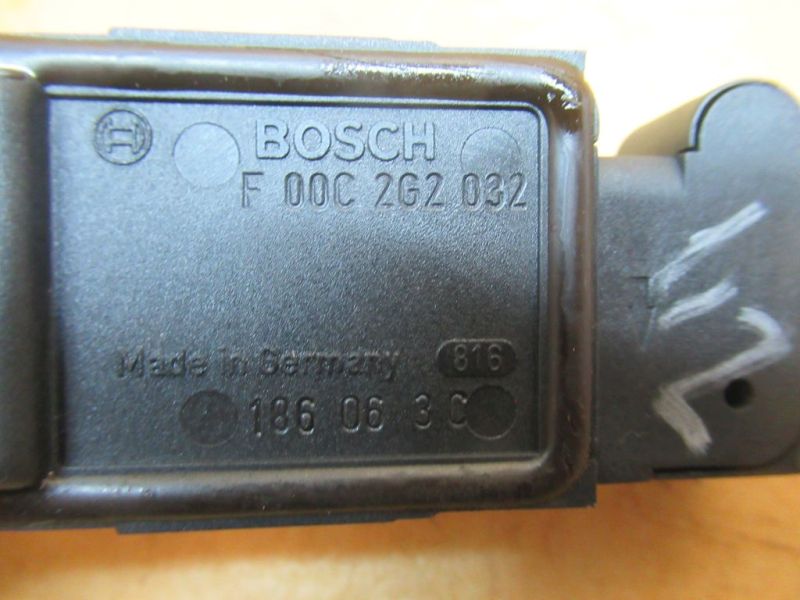 BOSCH
F 00C 2G2 032
Made in Germany 816
186 06 3 C